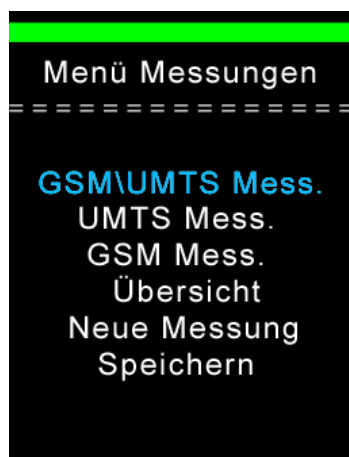 Menü Messungen
===============
GSM\UMTS Mess.
UMTS Mess.
GSM Mess.
Übersicht
Neue Messung
Speichern